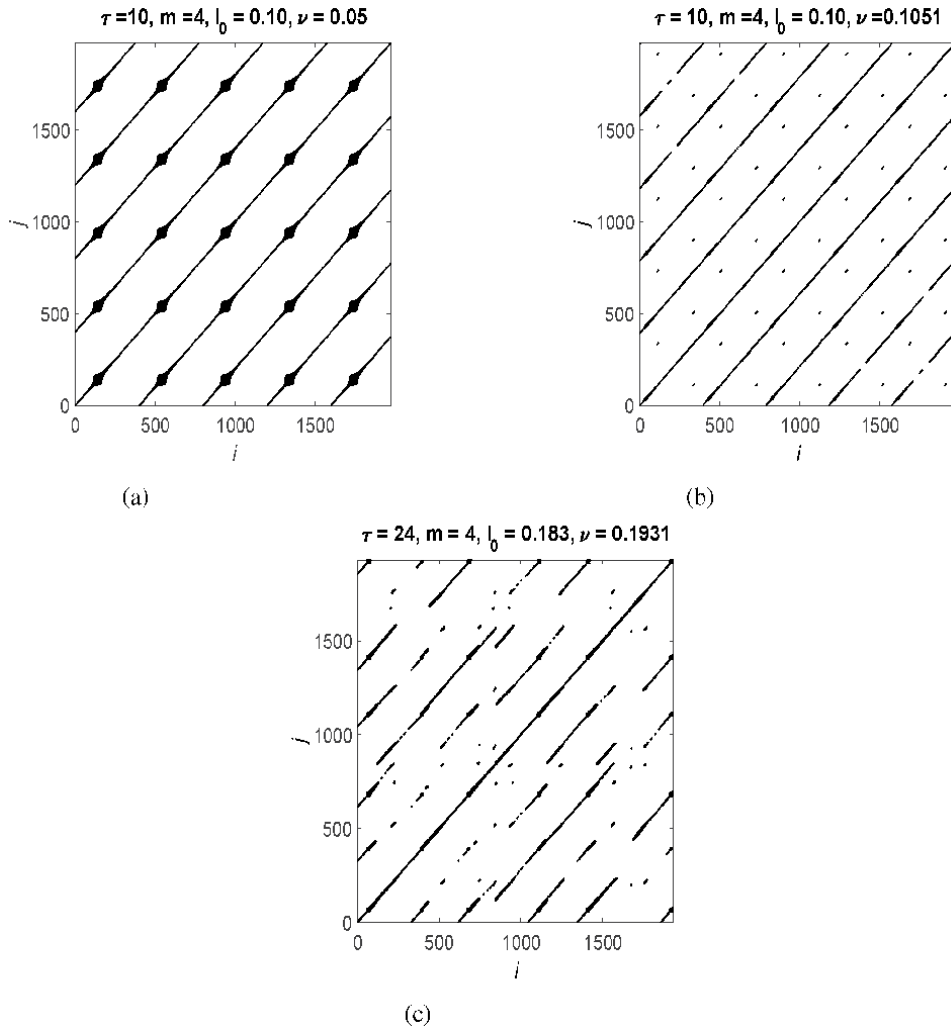 τ =10, m =4, l0 = 0.10, ν = 0.05
τ = 10, m=4, l0 = 0.10, ν =0.1051
1500
1000
500
0
j
0 500 1000 1500
i
1500
1000
500
0
j
0 500 1000 1500
i
(a)
(b)
τ = 24, m = 4, l0 = 0.183, ν = 0.1931
1500
1000
500
0
j
0 500 1000 1500
i
(c)